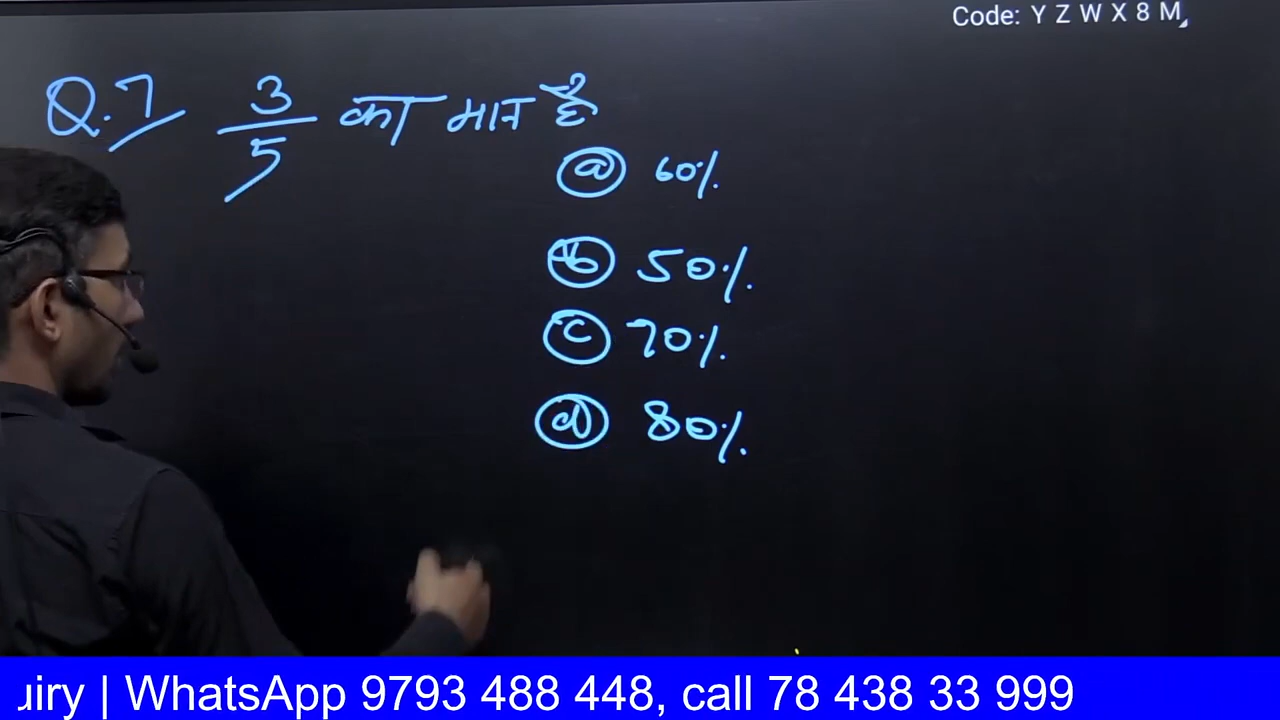 Code: Y Z W X 8 M
Q.7 3/5 का मान है
(a) 60%
(b) 50%
(c) 70%
(d) 80%
uiry | WhatsApp 9793 488 448, call 78 438 33 999